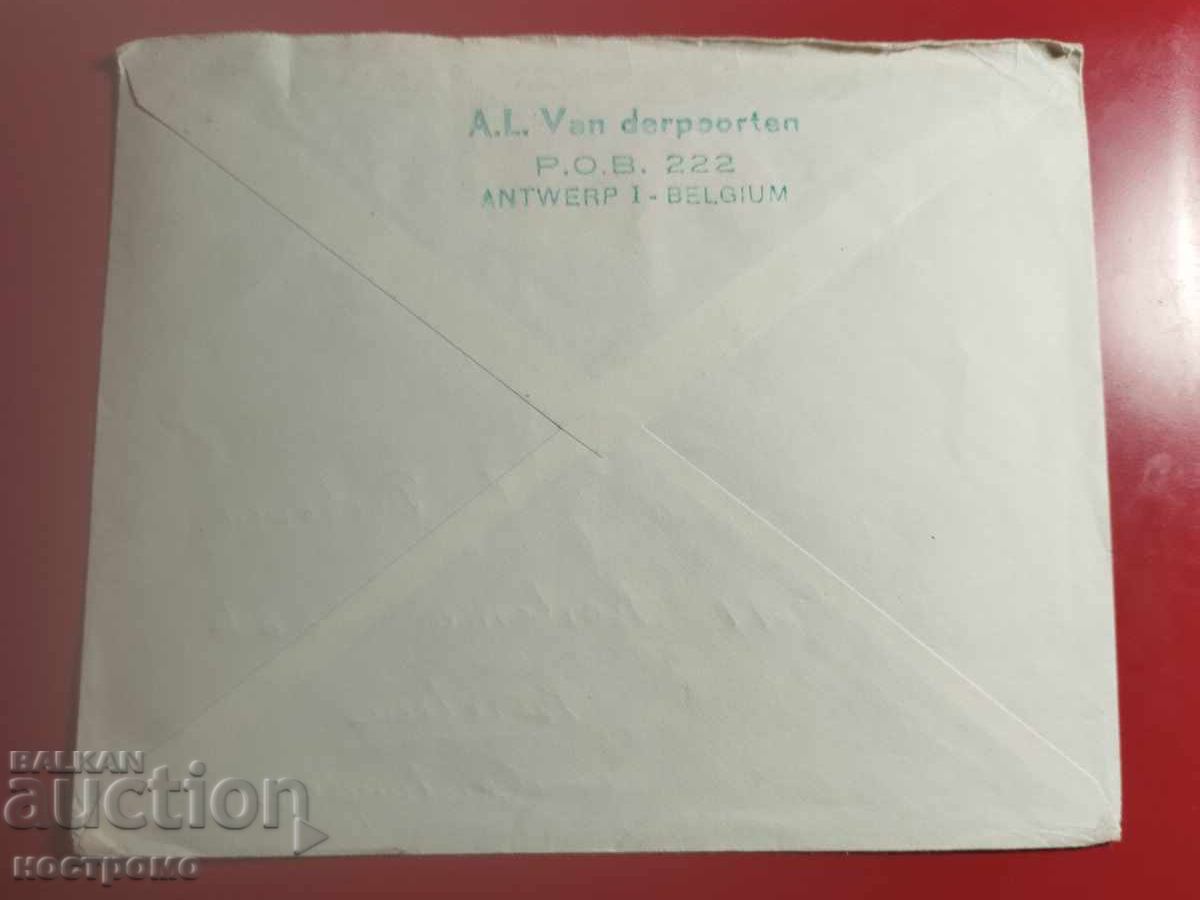 A.L. Van derpoorten
P.O.B. 222
ANTWERP I - BELGIUM
BALKAN
auction
ностромо